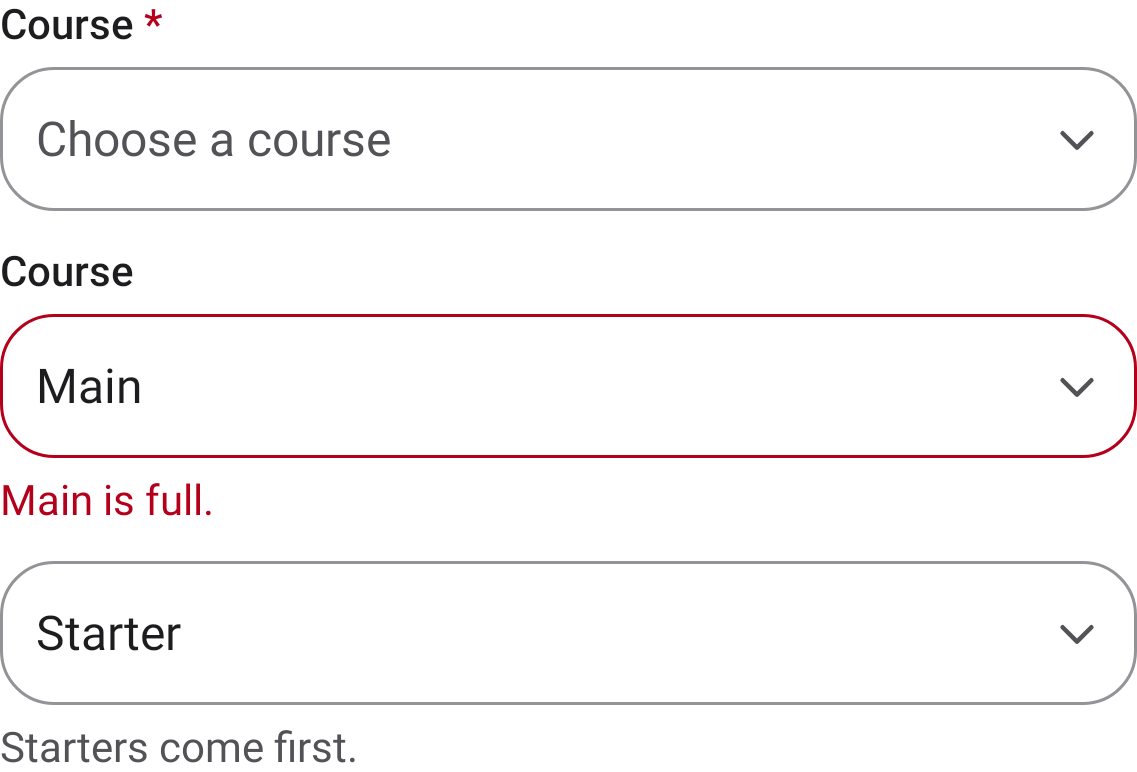 Course *
Choose a course
Course
Main
Main is full.
Starter
Starters come first.